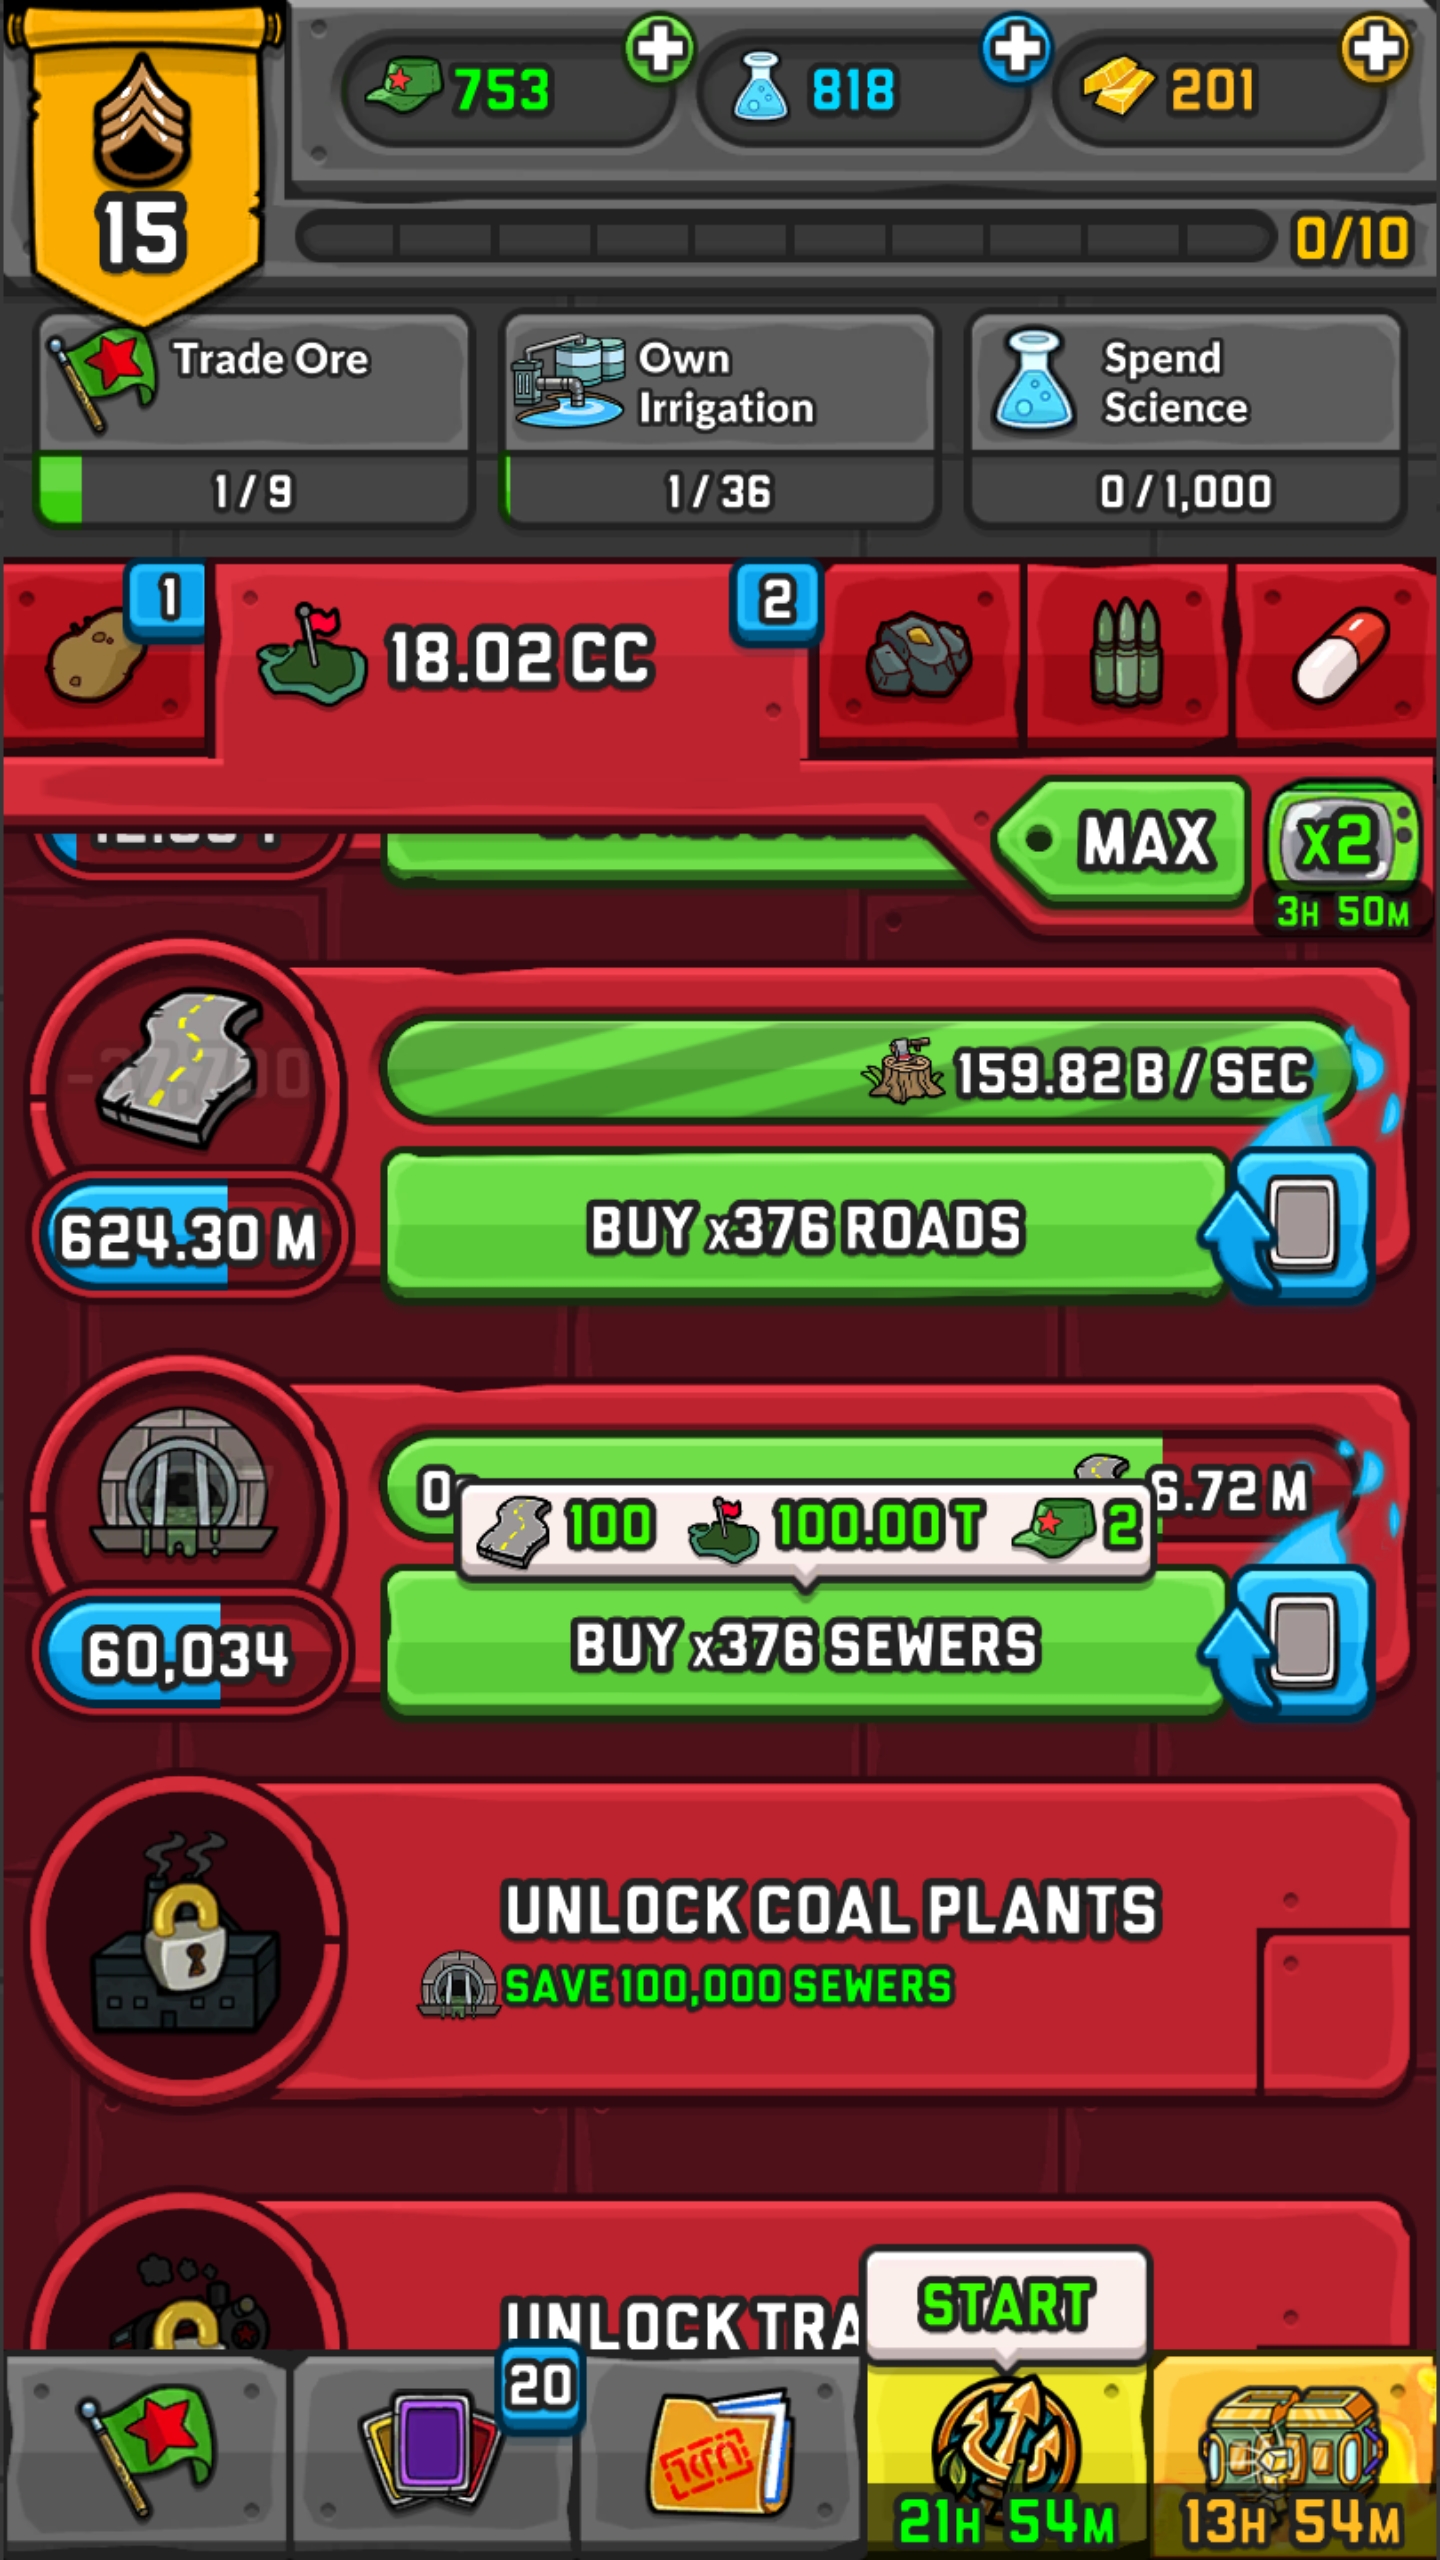 753
818
201
15
0/10
Trade Ore
Own
Irrigation
Spend
Science
1/9
1/36
0/1,000
1
18.02 CC
2
MAX
x2
3H 50M
159.82 B / SEC
624.30 M
BUY x376 ROADS
6.72 M
100
100.00 T
2
60,034
BUY x376 SEWERS
UNLOCK COAL PLANTS
SAVE 100,000 SEWERS
UNLOCK TRA
START
20
21H 54M
13H 54M